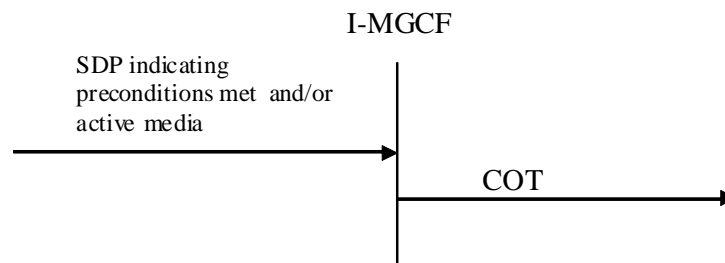 I-MGCF
SDP indicating
preconditions met and/or
active media
COT